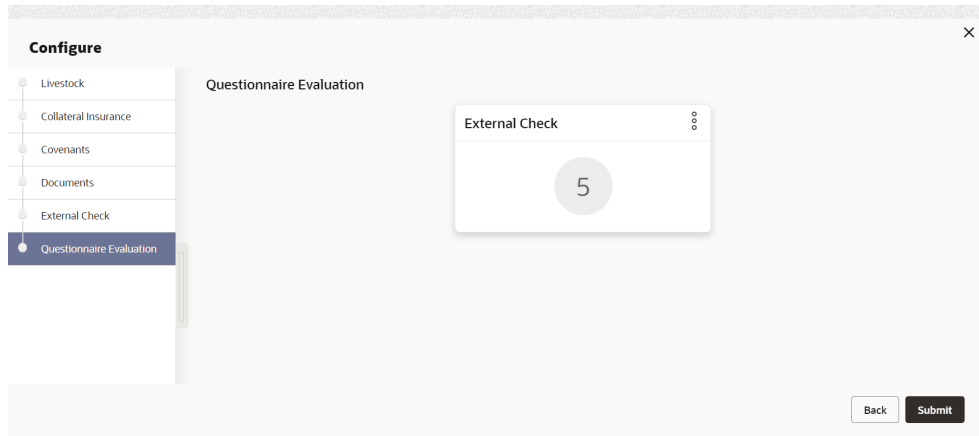 Configure
Livestock
Collateral Insurance
Covenants
Documents
External Check
Questionnaire Evaluation
Questionnaire Evaluation
External Check
5
Back
Submit